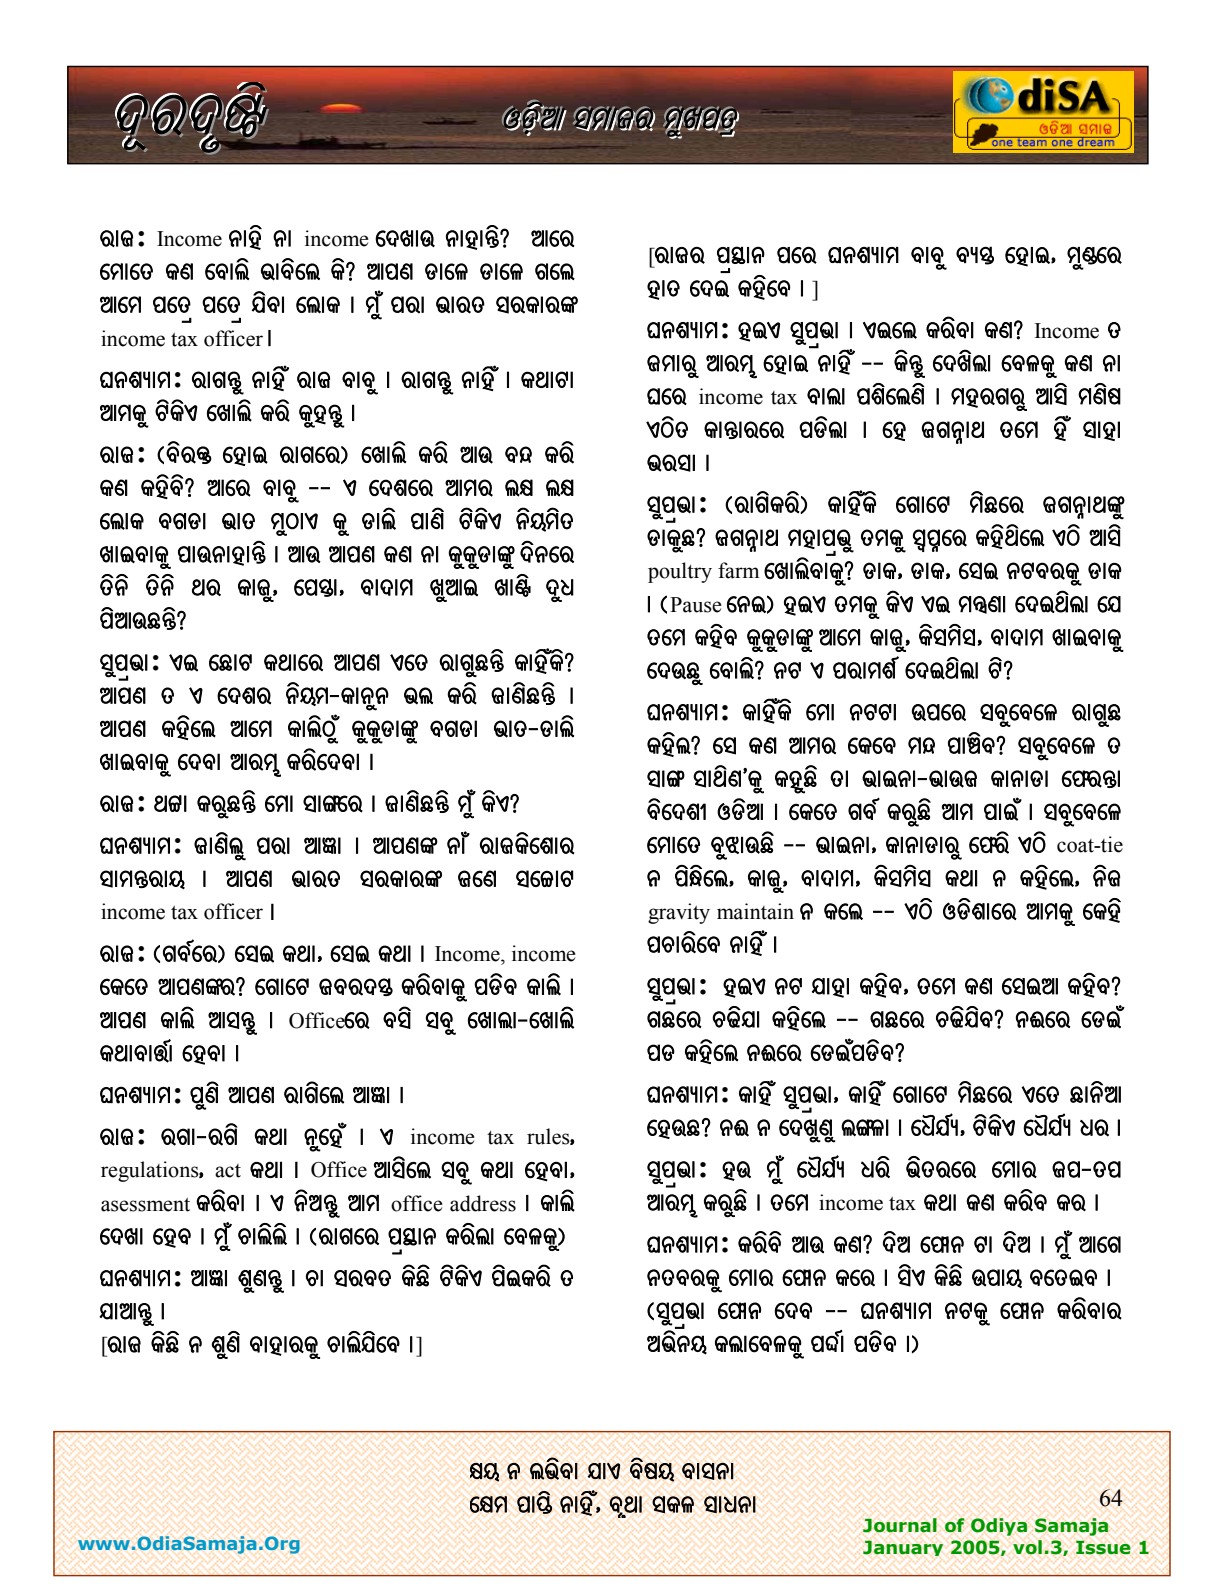 ଦୂରଦୃଷ୍ଟି
ଓଡ଼ିଆ ସମାଜର ମୁଖପତ୍ର
OdiSA
ଓଡିଆ ସମାଜ
one team one dream
ରାଜ: Income ନାହି ନା income ଦେଖାଉ ନାହାନ୍ତି? ଆରେ
ମୋତେ କଣ ବୋଲି ଭାବିଲେ କି? ଆପଣ ଡାଳେ ଡାଳେ ଗଲେ
ଆମେ ପତ୍ରେ ପତ୍ରେ ଯିବା ଲୋକ । ମୁଁ ପରା ଭାରତ ସରକାରଙ୍କ
income tax officer।
ଘନଶ୍ୟାମ: ରାଗନ୍ତୁ ନାହିଁ ରାଜ ବାବୁ । ରାଗନ୍ତୁ ନାହିଁ । କଥାଟା
ଆମକୁ ଟିକିଏ ଖୋଲି କରି କୁହନ୍ତୁ ।
ରାଜ: (ବିରକ୍ତ ହୋଇ ରାଗରେ) ଖୋଲି କରି ଆଉ ବନ୍ଦ କରି
କଣ କହିବି? ଆରେ ବାବୁ -- ଏ ଦେଶରେ ଆମର ଲକ୍ଷ ଲକ୍ଷ
ଲୋକ ବଗଡା ଭାତ ମୁଠାଏ କୁ ଡାଲି ପାଣି ଟିକିଏ ନିୟମିତ
ଖାଇବାକୁ ପାଉନାହାନ୍ତି । ଆଉ ଆପଣ କଣ ନା କୁକୁଡାଙ୍କୁ ଦିନରେ
ତିନି ତିନି ଥର କାଜୁ, ପେସ୍ତା, ବାଦାମ ଖୁଆଇ ଖାଣ୍ଟି ଦୁଧ
ପିଆଉଛନ୍ତି?
ସୁପ୍ରଭା: ଏଇ ଛୋଟ କଥାରେ ଆପଣ ଏତେ ରାଗୁଛନ୍ତି କାହିଁକି?
ଆପଣ ତ ଏ ଦେଶର ନିୟମ-କାନୁନ ଭଲ କରି ଜାଣିଛନ୍ତି ।
ଆପଣ କହିଲେ ଆମେ କାଲିଠୁଁ କୁକୁଡାଙ୍କୁ ବଗଡା ଭାତ-ଡାଲି
ଖାଇବାକୁ ଦେବା ଆରମ୍ଭ କରିଦେବା ।
ରାଜ: ଥଟ୍ଟା କରୁଛନ୍ତି ମୋ ସାଙ୍ଗରେ । ଜାଣିଛନ୍ତି ମୁଁ କିଏ?
ଘନଶ୍ୟାମ: ଜାଣିଲୁ ପରା ଆଜ୍ଞା । ଆପଣଙ୍କ ନାଁ ରାଜକିଶୋର
ସାମନ୍ତରାୟ । ଆପଣ ଭାରତ ସରକାରଙ୍କ ଜଣେ ସଚ୍ଚୋଟ
income tax officer ।
ରାଜ: (ଗର୍ବରେ) ସେଇ କଥା, ସେଇ କଥା । Income, income
କେତେ ଆପଣଙ୍କର? ଗୋଟେ ଜବରଦସ୍ତ କରିବାକୁ ପଡିବ କାଲି ।
ଆପଣ କାଲି ଆସନ୍ତୁ । Officeରେ ବସି ସବୁ ଖୋଲା-ଖୋଲି
କଥାବାର୍ତ୍ତା ହେବା ।
ଘନଶ୍ୟାମ: ପୁଣି ଆପଣ ରାଗିଲେ ଆଜ୍ଞା ।
ରାଜ: ରଗା-ରଗି କଥା ନୁହେଁ । ଏ income tax rules,
regulations, act କଥା । Office ଆସିଲେ ସବୁ କଥା ହେବା,
asessment କରିବା । ଏ ନିଅନ୍ତୁ ଆମ office address । କାଲି
ଦେଖା ହେବ । ମୁଁ ଚାଲିଲି । (ରାଗରେ ପ୍ରସ୍ଥାନ କରିଲା ବେଳକୁ)
ଘନଶ୍ୟାମ: ଆଜ୍ଞା ଶୁଣନ୍ତୁ । ଚା ସରବତ କିଛି ଟିକିଏ ପିଇକରି ତ
ଯାଆନ୍ତୁ ।
[ରାଜ କିଛି ନ ଶୁଣି ବାହାରକୁ ଚାଲିଯିବେ ।]
[ରାଜର ପ୍ରସ୍ଥାନ ପରେ ଘନଶ୍ୟାମ ବାବୁ ବ୍ୟସ୍ତ ହୋଇ, ମୁଣ୍ଡରେ
ହାତ ଦେଇ କହିବେ । ]
ଘନଶ୍ୟାମ: ହଇଏ ସୁପ୍ରଭା । ଏଇଲେ କରିବା କଣ? Income ତ
ଜମାରୁ ଆରମ୍ଭ ହୋଇ ନାହିଁ -- କିନ୍ତୁ ଦେଖିଲା ବେଳକୁ କଣ ନା
ଘରେ income tax ବାଲା ପଶିଲେଣି । ମହରଗରୁ ଆସି ମଣିଷ
ଏଠିତ କାନ୍ତାରରେ ପଡିଲା । ହେ ଜଗନ୍ନାଥ ତମେ ହିଁ ସାହା
ଭରସା ।
ସୁପ୍ରଭା: (ରାଗିକରି) କାହିଁକି ଗୋଟେ ମିଛରେ ଜଗନ୍ନାଥଙ୍କୁ
ଡାକୁଛ? ଜଗନ୍ନାଥ ମହାପ୍ରଭୁ ତମକୁ ସ୍ୱପ୍ନରେ କହିଥିଲେ ଏଠି ଆସି
poultry farm ଖୋଲିବାକୁ? ଡାକ, ଡାକ, ସେଇ ନଟବରକୁ ଡାକ
। (Pause ନେଇ) ହଇଏ ତମକୁ କିଏ ଏଇ ମନ୍ତ୍ରଣା ଦେଇଥିଲା ଯେ
ତମେ କହିବ କୁକୁଡାଙ୍କୁ ଆମେ କାଜୁ, କିସମିସ, ବାଦାମ ଖାଇବାକୁ
ଦେଉଛୁ ବୋଲି? ନଟ ଏ ପରାମର୍ଶ ଦେଇଥିଲା ଟି?
ଘନଶ୍ୟାମ: କାହିଁକି ମୋ ନଟଟା ଉପରେ ସବୁବେଳେ ରାଗୁଛ
କହିଲ? ସେ କଣ ଆମର କେବେ ମନ୍ଦ ପାଞ୍ଚିବ? ସବୁବେଳେ ତ
ସାଙ୍ଗ ସାଥିଣ'କୁ କହୁଛି ତା ଭାଇନା-ଭାଉଜ କାନାଡା ଫେରନ୍ତା
ବିଦେଶୀ ଓଡିଆ । କେତେ ଗର୍ବ କରୁଛି ଆମ ପାଇଁ । ସବୁବେଳେ
ମୋତେ ବୁଝାଉଛି -- ଭାଇନା, କାନାଡାରୁ ଫେରି ଏଠି coat-tie
ନ ପିନ୍ଧିଲେ, କାଜୁ, ବାଦାମ, କିସମିସ କଥା ନ କହିଲେ, ନିଜ
gravity maintain ନ କଲେ -- ଏଠି ଓଡିଶାରେ ଆମକୁ କେହି
ପଚାରିବେ ନାହିଁ ।
ସୁପ୍ରଭା: ହଇଏ ନଟ ଯାହା କହିବ, ତମେ କଣ ସେଇଆ କହିବ?
ଗଛରେ ଚଢିଯା କହିଲେ -- ଗଛରେ ଚଢିଯିବ? ନଈରେ ଡେଇଁ
ପଡ କହିଲେ ନଈରେ ଡେଇଁପଡିବ?
ଘନଶ୍ୟାମ: କାହିଁ ସୁପ୍ରଭା, କାହିଁ ଗୋଟେ ମିଛରେ ଏତେ ଛାନିଆ
ହେଉଛ? ନଈ ନ ଦେଖୁଣୁ ଲଙ୍ଗଳା । ଧୈର୍ଯ୍ୟ, ଟିକିଏ ଧୈର୍ଯ୍ୟ ଧର ।
ସୁପ୍ରଭା: ହଉ ମୁଁ ଧୈର୍ଯ୍ୟ ଧରି ଭିତରରେ ମୋର ଜପ-ତପ
ଆରମ୍ଭ କରୁଛି । ତମେ income tax କଥା କଣ କରିବ କର ।
ଘନଶ୍ୟାମ: କରିବି ଆଉ କଣ? ଦିଅ ଫୋନ ଟା ଦିଅ । ମୁଁ ଆଗେ
ନଟବରକୁ ମୋର ଫୋନ କରେ । ସିଏ କିଛି ଉପାୟ ବତେଇବ ।
(ସୁପ୍ରଭା ଫୋନ ଦେବ -- ଘନଶ୍ୟାମ ନଟକୁ ଫୋନ କରିବାର
ଅଭିନୟ କଲାବେଳକୁ ପର୍ଦ୍ଦା ପଡିବ ।)
କ୍ଷୟ ନ ଲଭିବା ଯାଏ ବିଷୟ ବାସନା
କ୍ଷେମ ପାପ୍ତି ନାହିଁ, ବୃଥା ସକଳ ସାଧନା
64
www.OdiaSamaja.Org
Journal of Odiya Samaja
January 2005, vol.3, Issue 1